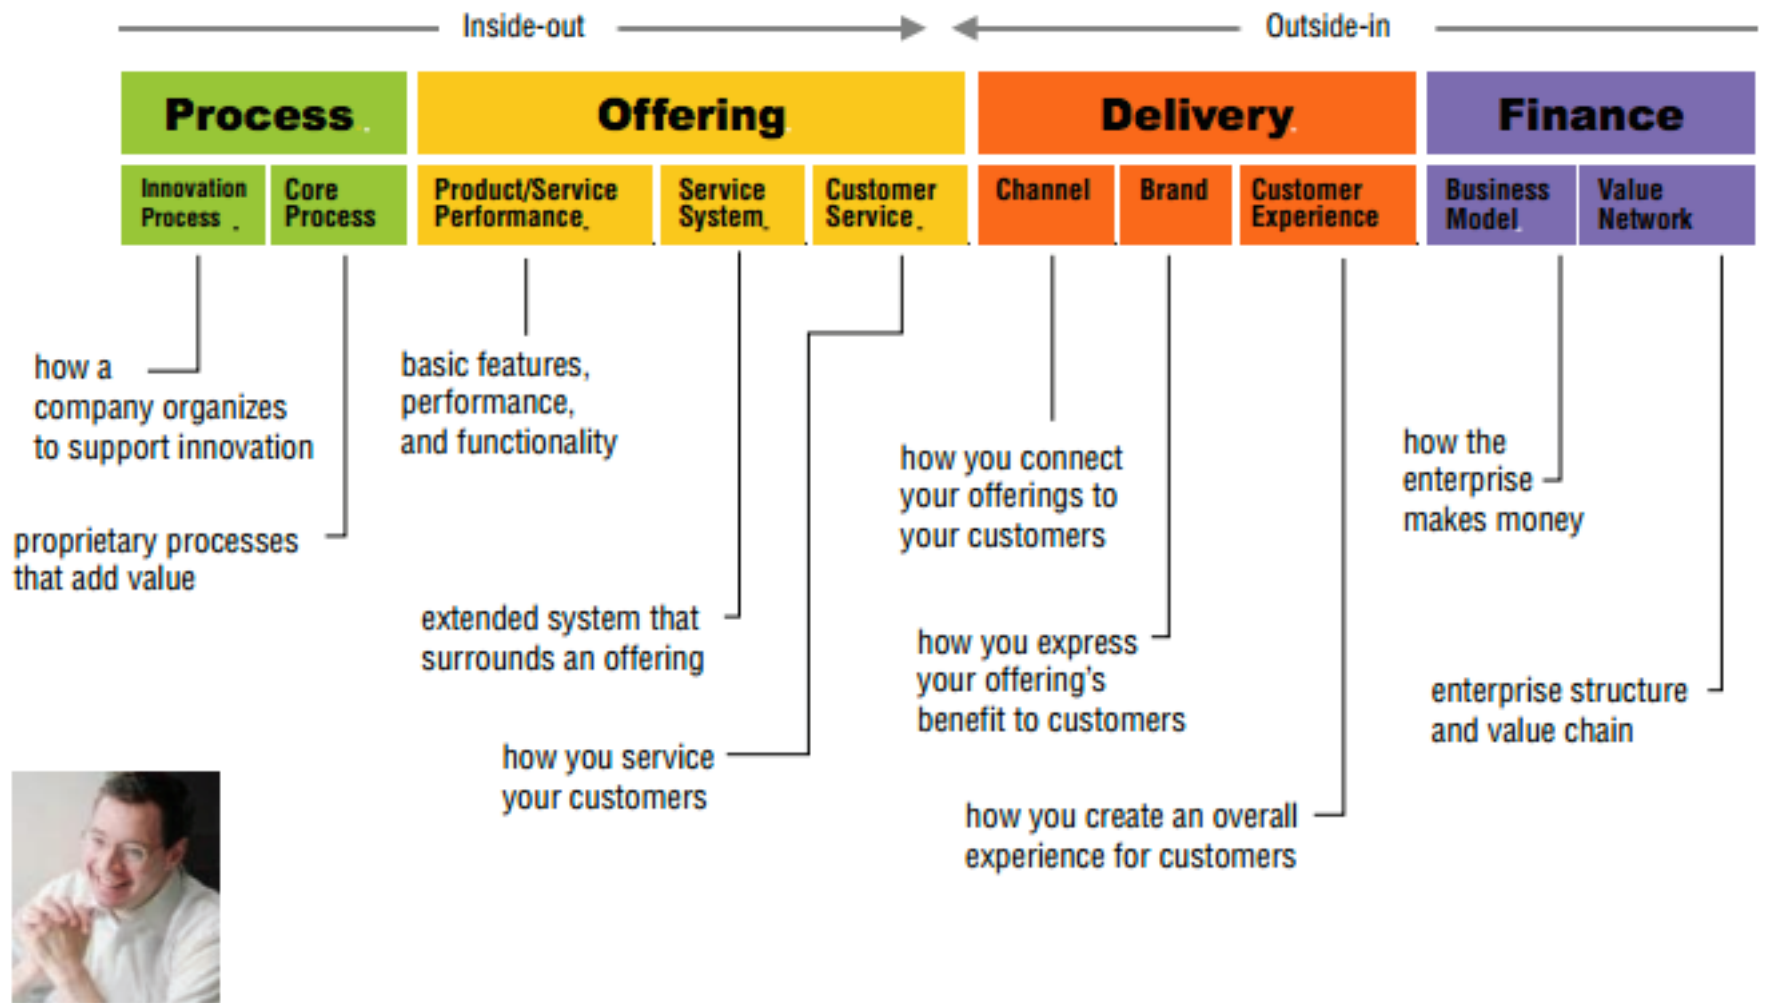 Inside-out
Outside-in
Process
Offering
Delivery
Finance
Innovation
Process
Core
Process
Product/Service
Performance
Service
System
Customer
Service
Channel
Brand
Customer
Experience
Business
Model
Value
Network
how a
company organizes
to support innovation
proprietary processes
that add value
basic features,
performance,
and functionality
extended system that
surrounds an offering
how you service
your customers
how you connect
your offerings to
your customers
how you express
your offering's
benefit to customers
how you create an overall
experience for customers
how the
enterprise
makes money
enterprise structure
and value chain